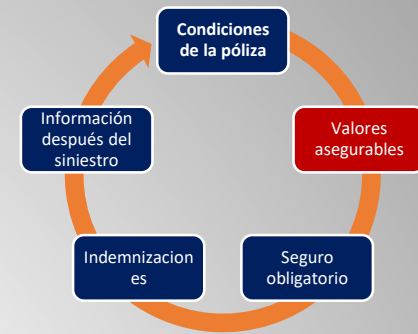 Condiciones
de la póliza
Valores
asegurables
Seguro
obligatorio
Indemnizacion
es
Información
después del
siniestro